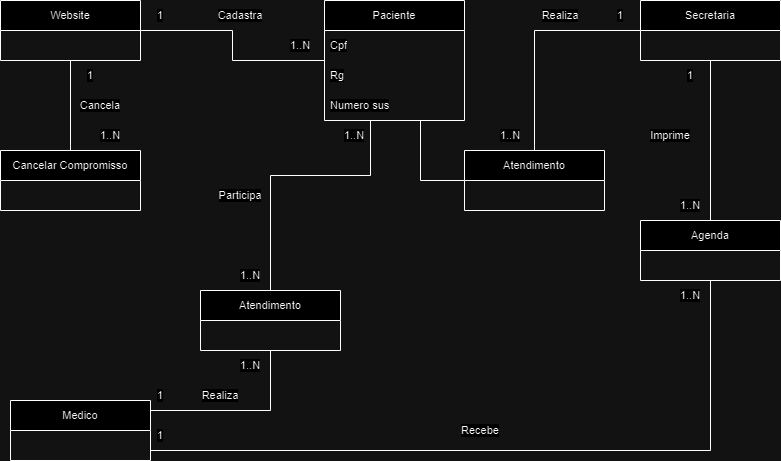 Website
1
Cadastra
Paciente
Realiza
1
Secretaria
1..N
Cpf
1
Rg
1
Cancela
Numero sus
1..N
1..N
1..N
Imprime
Cancelar Compromisso
Atendimento
Participa
1..N
Agenda
1..N
1..N
Atendimento
1..N
1
Realiza
Medico
1
Recebe